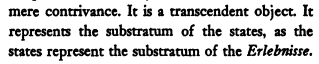 mere contrivance. It is a transcendent object. It
represents the substratum of the states, as the
states represent the substratum of the Erlebnisse.